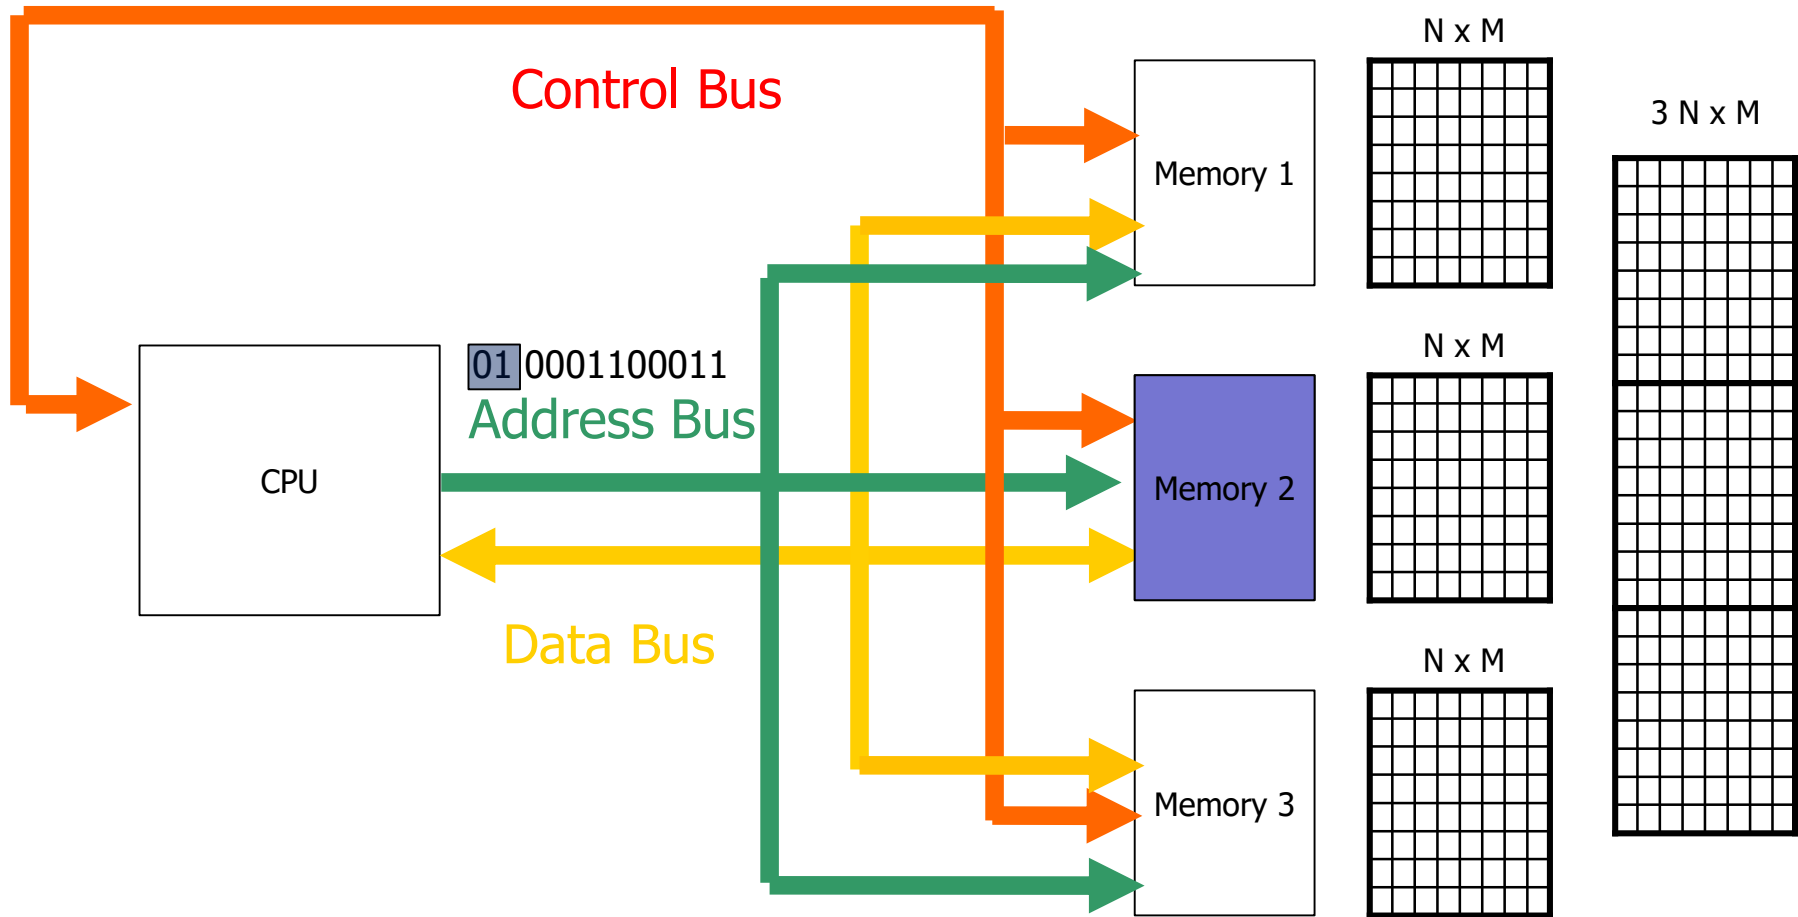 N x M
Control Bus
3 N x M
Memory 1
N x M
01 0001100011
Address Bus
CPU
Memory 2
Data Bus
N x M
Memory 3